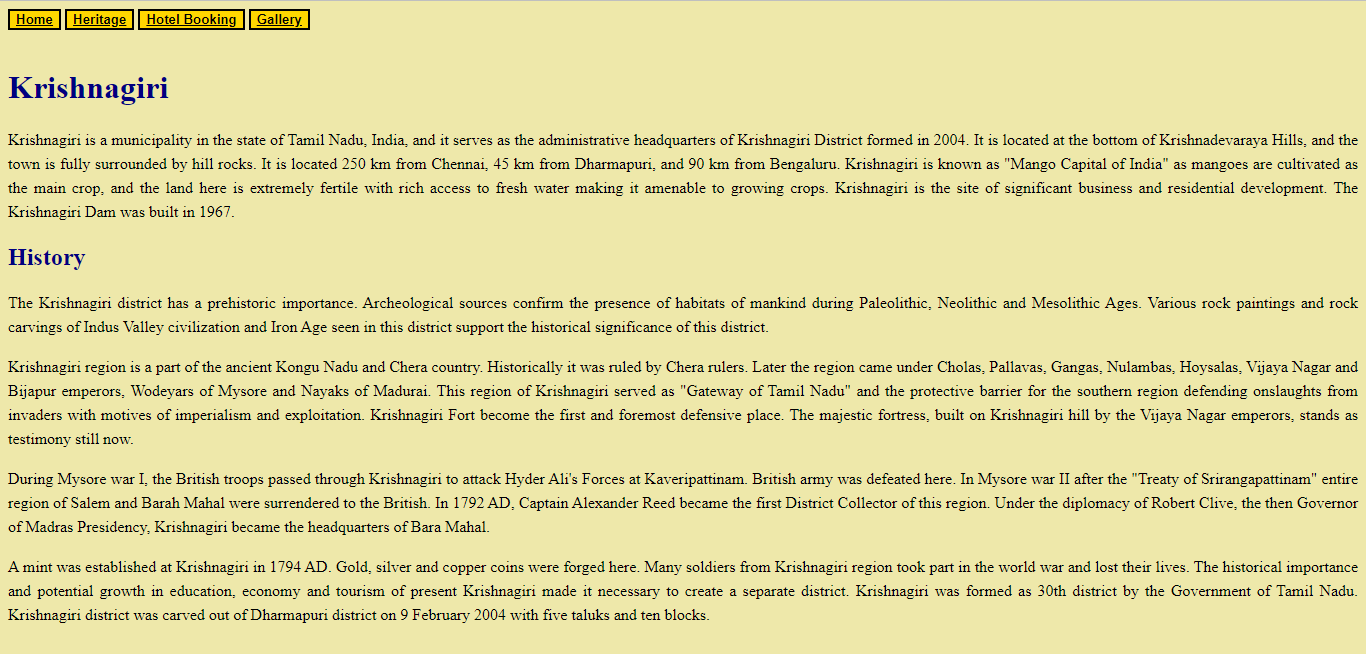 Home Heritage Hotel Booking Gallery
Krishnagiri
Krishnagiri is a municipality in the state of Tamil Nadu, India, and it serves as the administrative headquarters of Krishnagiri District formed in 2004. It is located at the bottom of Krishnadevaraya Hills, and the
town is fully surrounded by hill rocks. It is located 250 km from Chennai, 45 km from Dharmapuri, and 90 km from Bengaluru. Krishnagiri is known as "Mango Capital of India" as mangoes are cultivated as
the main crop, and the land here is extremely fertile with rich access to fresh water making it amenable to growing crops. Krishnagiri is the site of significant business and residential development. The
Krishnagiri Dam was built in 1967.
History
The Krishnagiri district has a prehistoric importance. Archeological sources confirm the presence of habitats of mankind during Paleolithic, Neolithic and Mesolithic Ages. Various rock paintings and rock
carvings of Indus Valley civilization and Iron Age seen in this district support the historical significance of this district.
Krishnagiri region is a part of the ancient Kongu Nadu and Chera country. Historically it was ruled by Chera rulers. Later the region came under Cholas, Pallavas, Gangas, Nulambas, Hoysalas, Vijaya Nagar and
Bijapur emperors, Wodeyars of Mysore and Nayaks of Madurai. This region of Krishnagiri served as "Gateway of Tamil Nadu" and the protective barrier for the southern region defending onslaughts from
invaders with motives of imperialism and exploitation. Krishnagiri Fort become the first and foremost defensive place. The majestic fortress, built on Krishnagiri hill by the Vijaya Nagar emperors, stands as
testimony still now.
During Mysore war I, the British troops passed through Krishnagiri to attack Hyder Ali's Forces at Kaveripattinam. British army was defeated here. In Mysore war II after the "Treaty of Srirangapattinam" entire
region of Salem and Barah Mahal were surrendered to the British. In 1792 AD, Captain Alexander Reed became the first District Collector of this region. Under the diplomacy of Robert Clive, the then Governor
of Madras Presidency, Krishnagiri became the headquarters of Bara Mahal.
A mint was established at Krishnagiri in 1794 AD. Gold, silver and copper coins were forged here. Many soldiers from Krishnagiri region took part in the world war and lost their lives. The historical importance
and potential growth in education, economy and tourism of present Krishnagiri made it necessary to create a separate district. Krishnagiri was formed as 30th district by the Government of Tamil Nadu.
Krishnagiri district was carved out of Dharmapuri district on 9 February 2004 with five taluks and ten blocks.